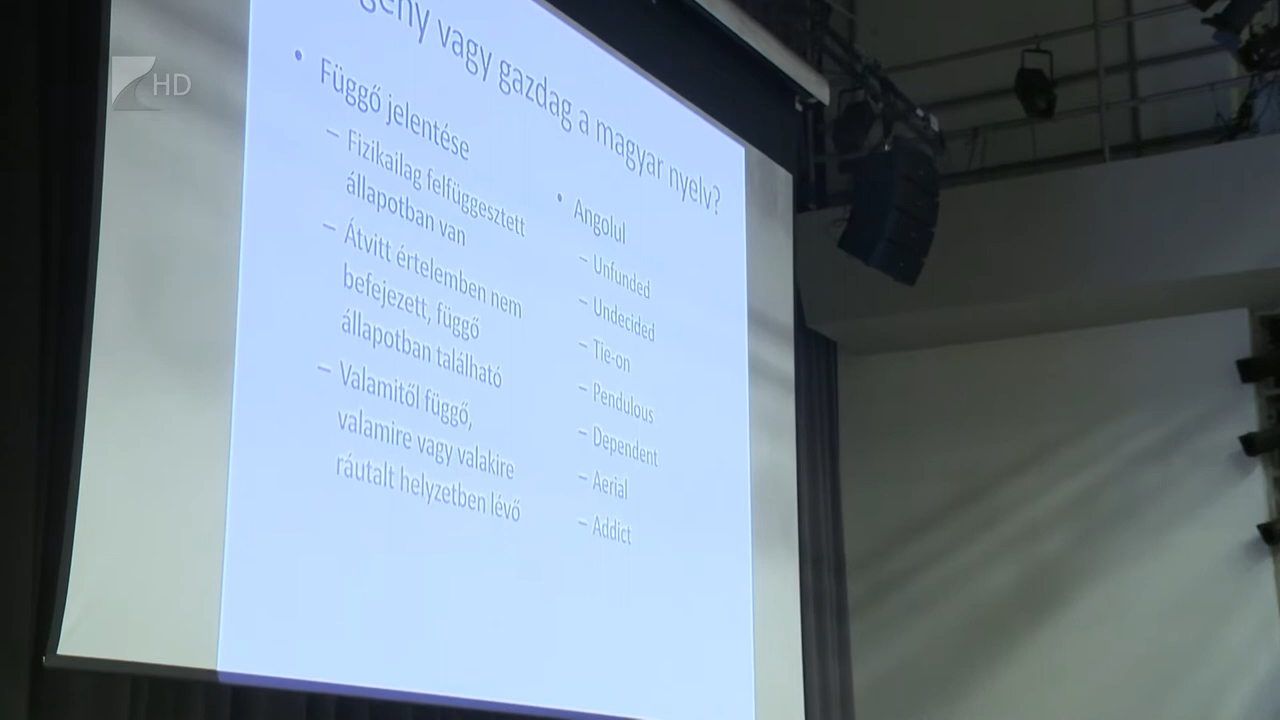 HD
vagy gazdag a magyar nyelv?
• Függő jelentése
– Fizikailag felfüggesztett
állapotban van
– Átvitt értelemben nem
befejezett, függő
állapotban található
– Valamitől függő,
valamire vagy valakire
ráutalt helyzetben lévő
• Angolul
– Unfunded
– Undecided
– Tie-on
– Pendulous
– Dependent
– Aerial
– Addict